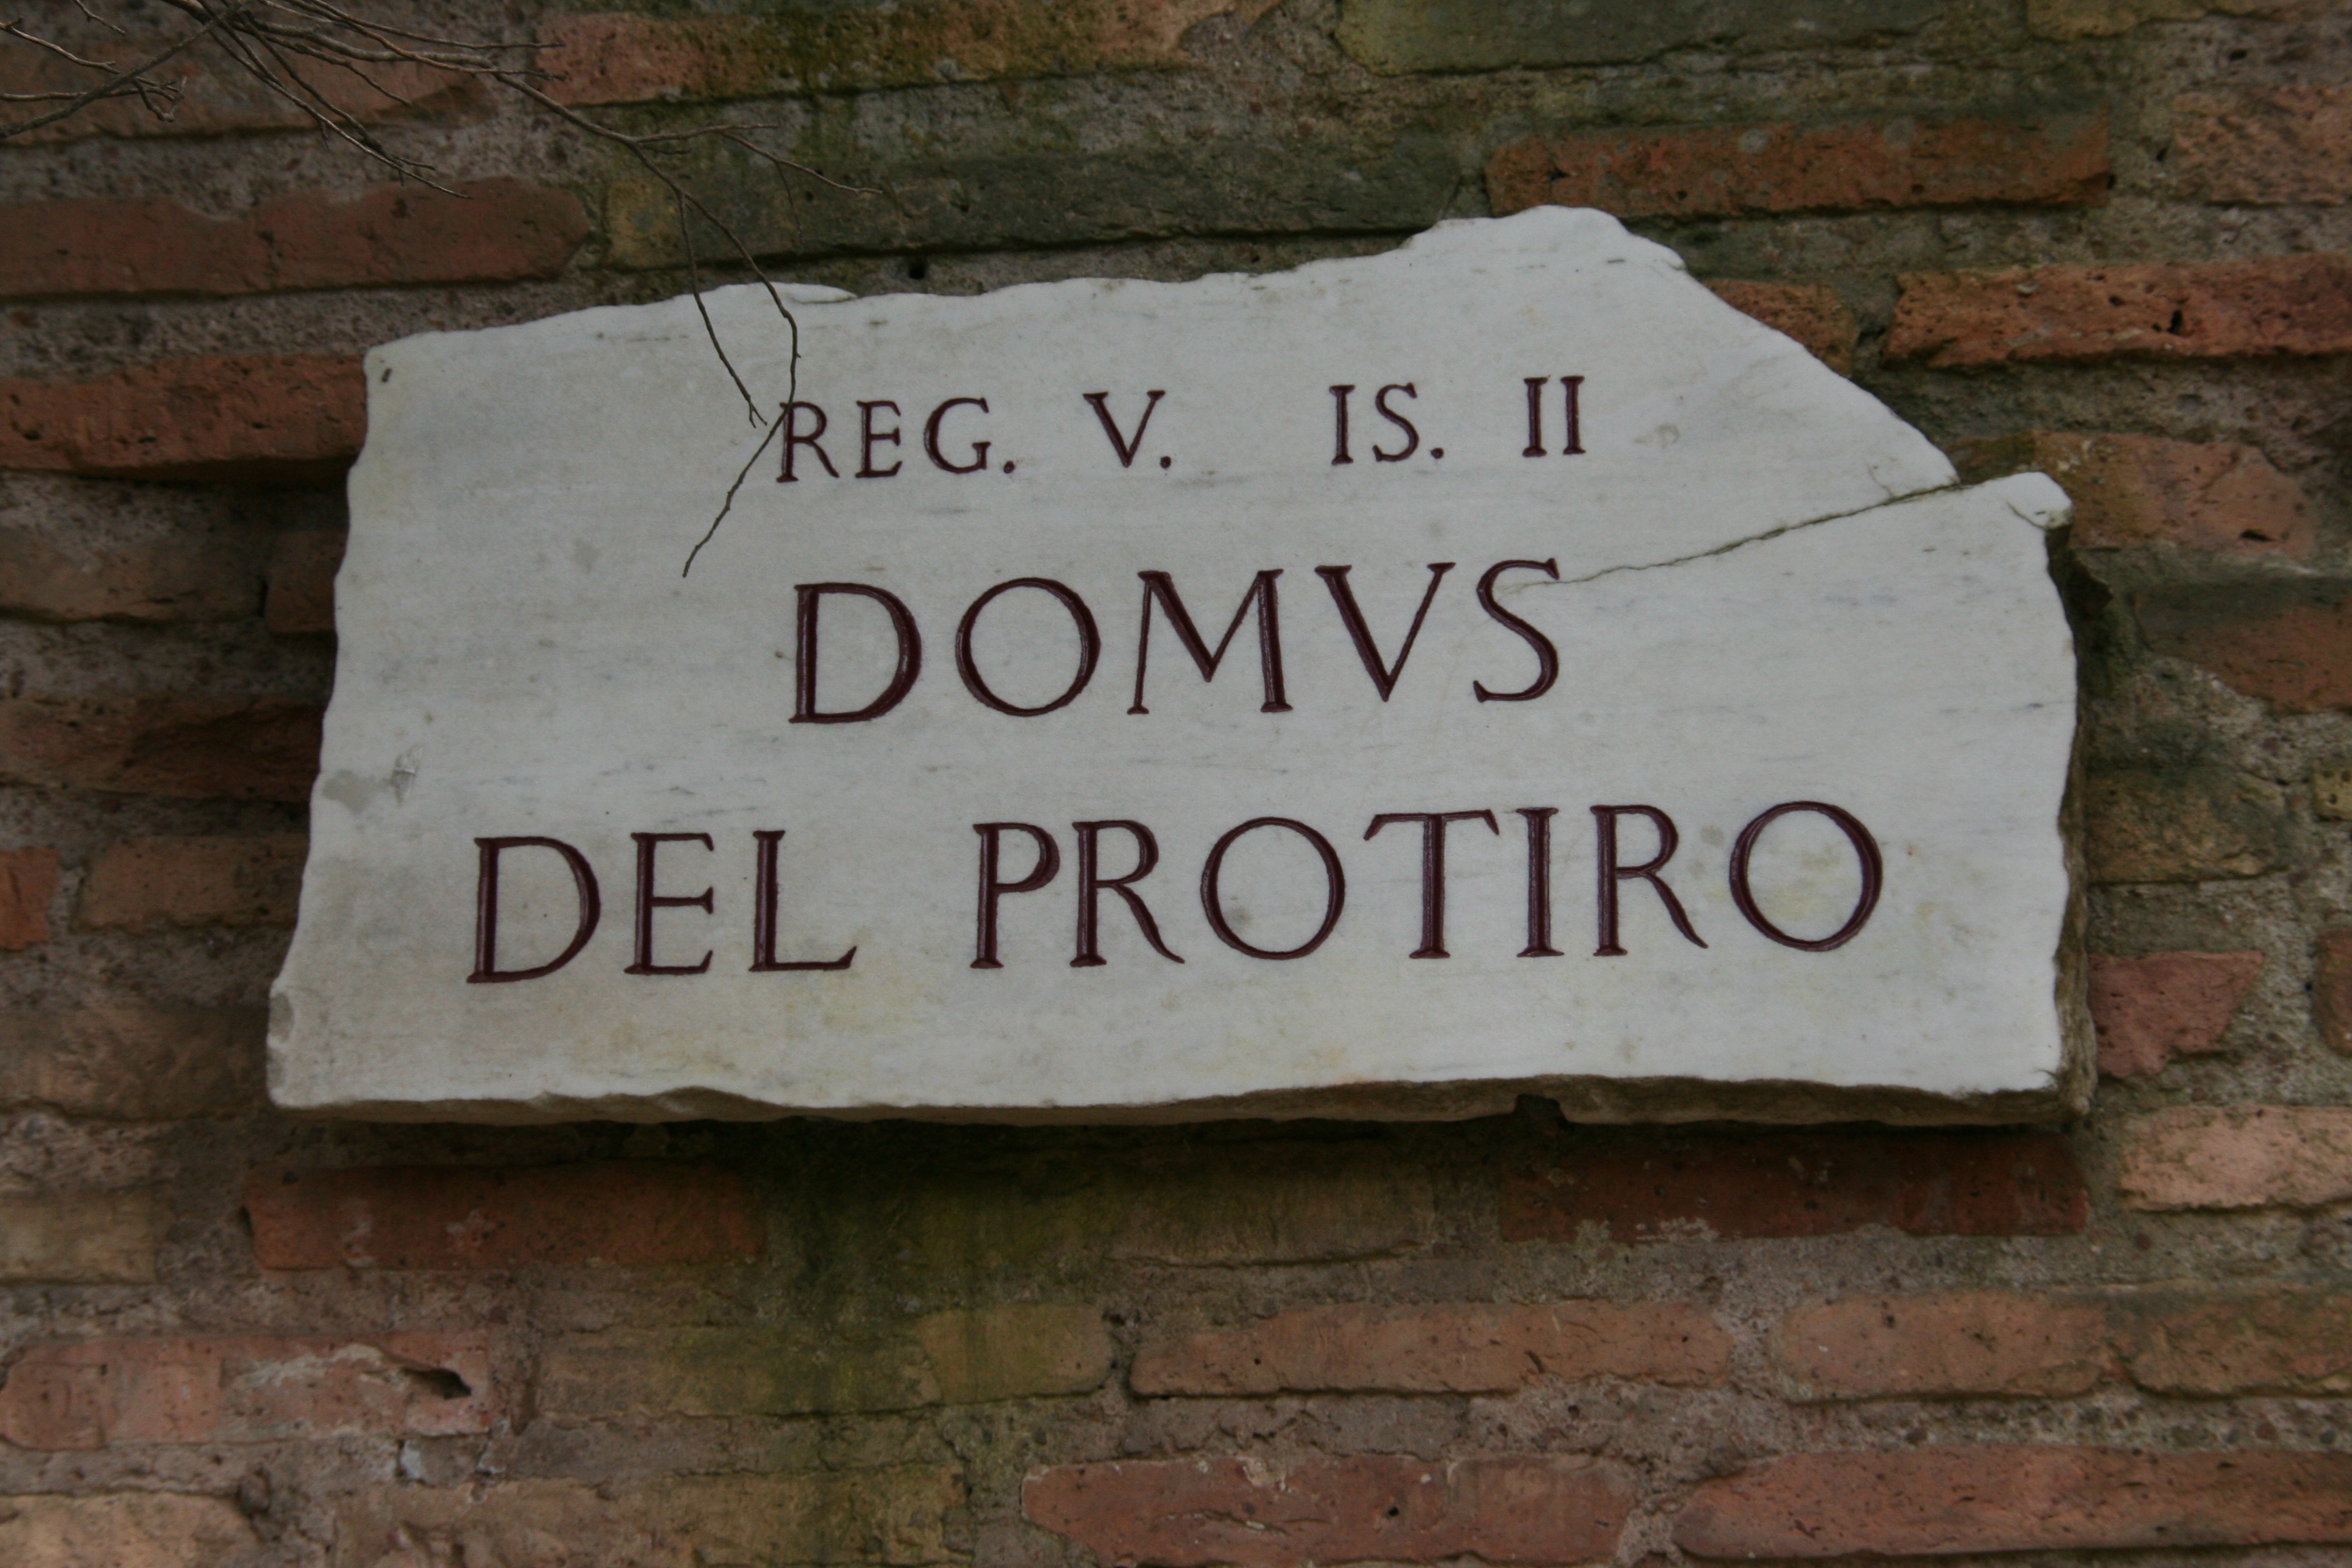 REG. V. IS. II
DOMVS
DEL PROTIRO